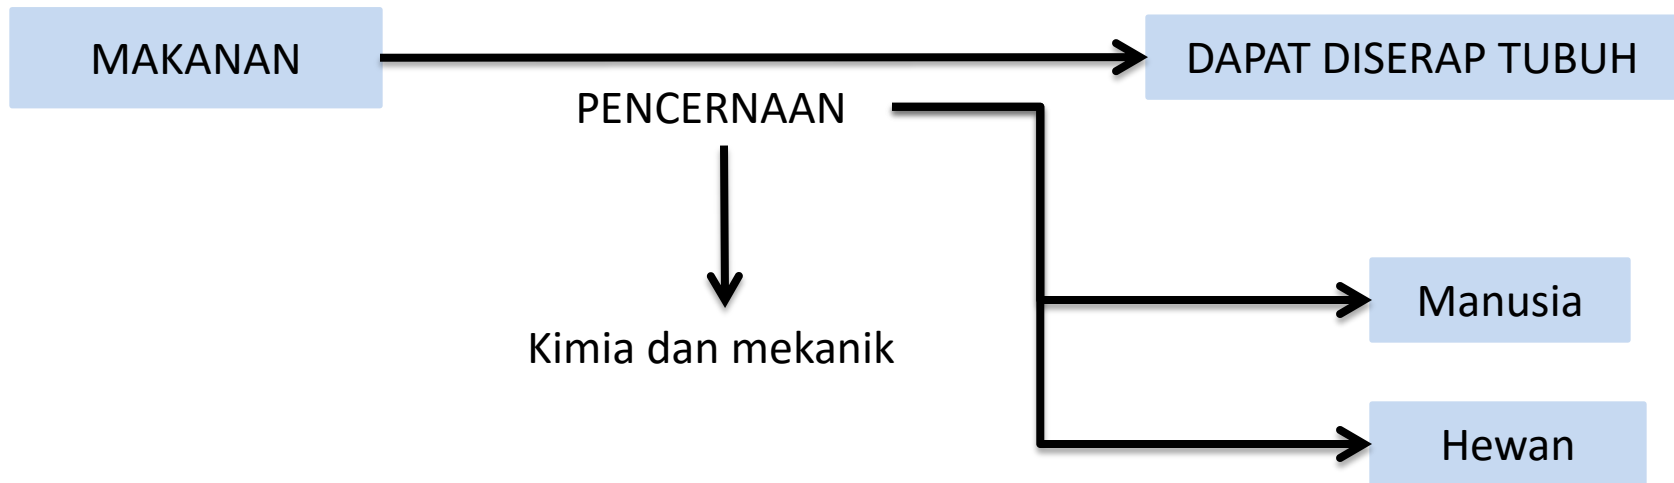 MAKANAN
DAPAT DISERAP TUBUH
PENCERNAAN
Kimia dan mekanik
Manusia
Hewan